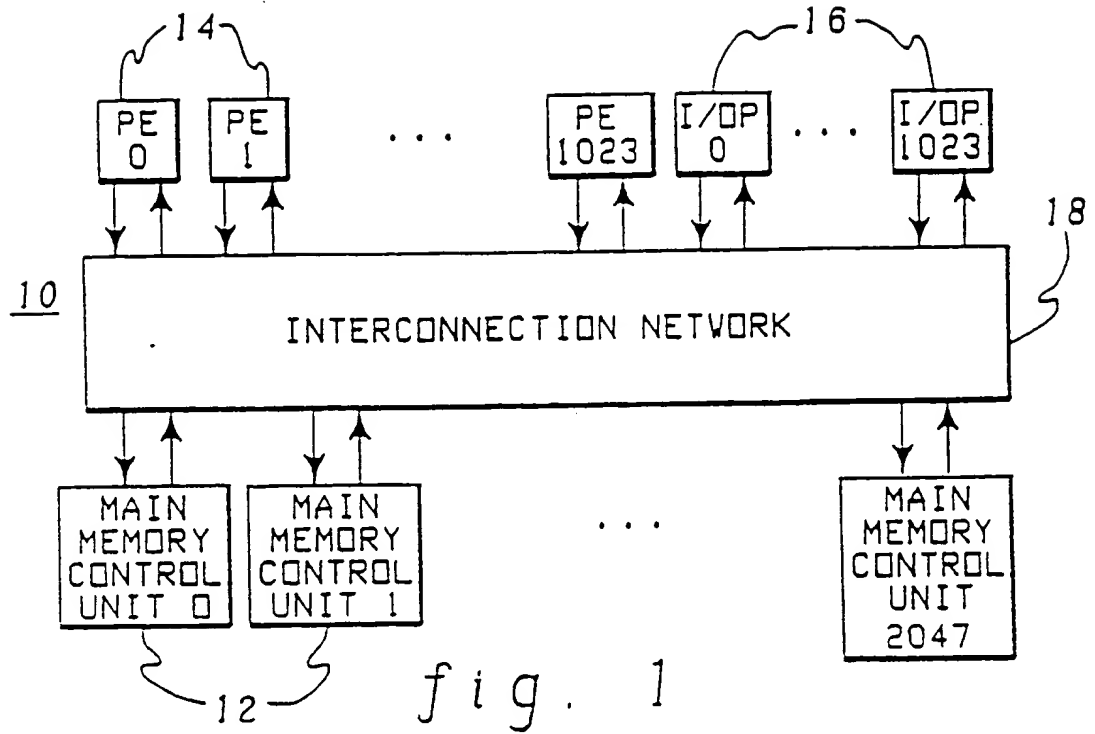 14
16
PE
0
PE
1
...
PE
1023
I/OP
0
...
I/OP
1023
18
10
INTERCONNECTION NETWORK
MAIN
MEMORY
CONTROL
UNIT 0
MAIN
MEMORY
CONTROL
UNIT 1
...
MAIN
MEMORY
CONTROL
UNIT
2047
12
fig. 1